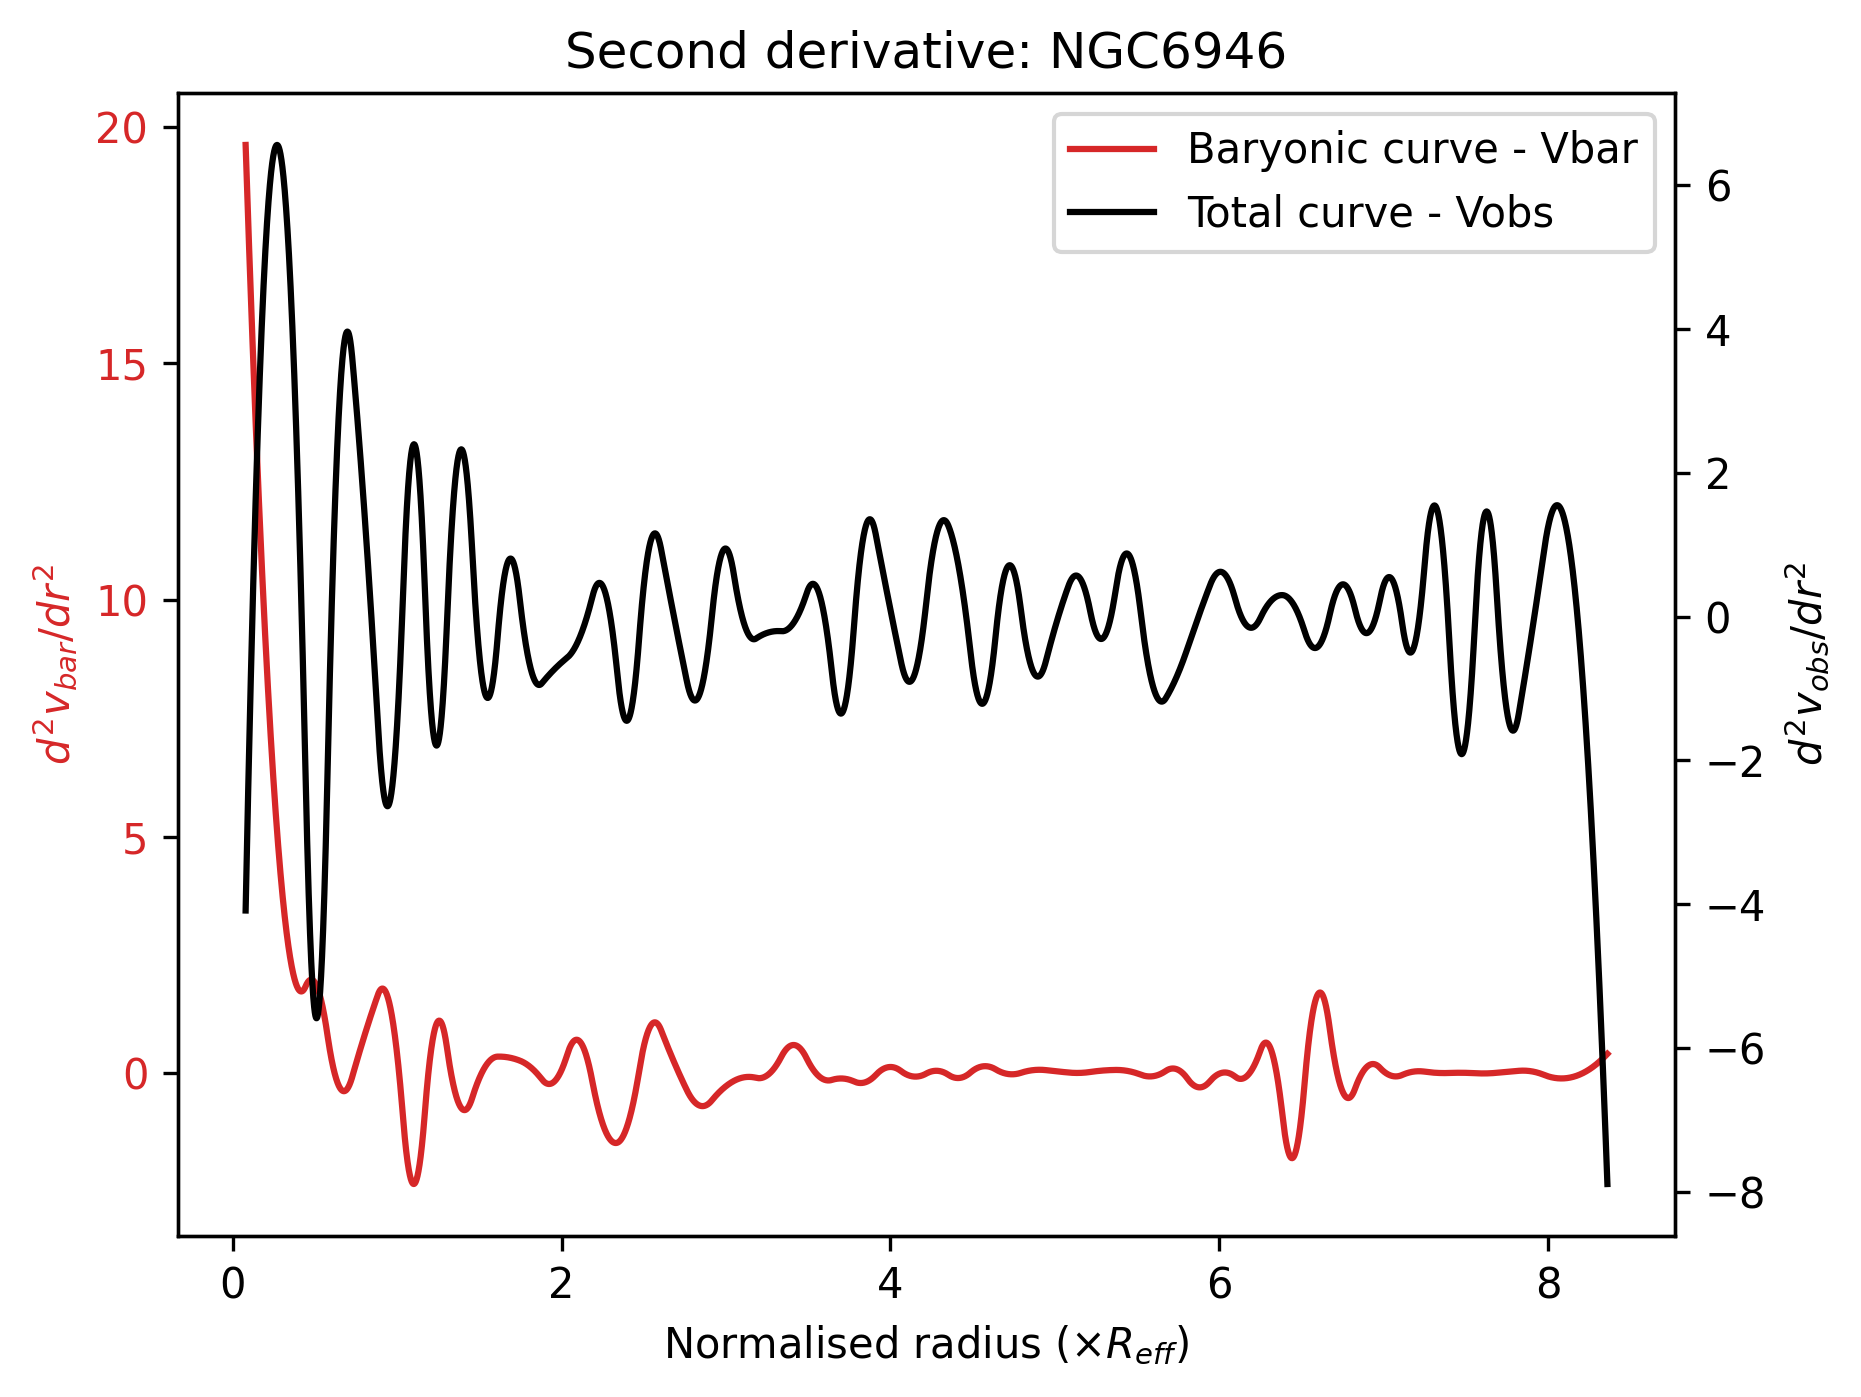 Second derivative: NGC6946
Baryonic curve - Vbar
Total curve - Vobs
20
15
10
5
0
d²v_bar/dr²
6
4
2
0
−2
−4
−6
−8
d²v_obs/dr²
0 2 4 6 8
Normalised radius (×R_eff)